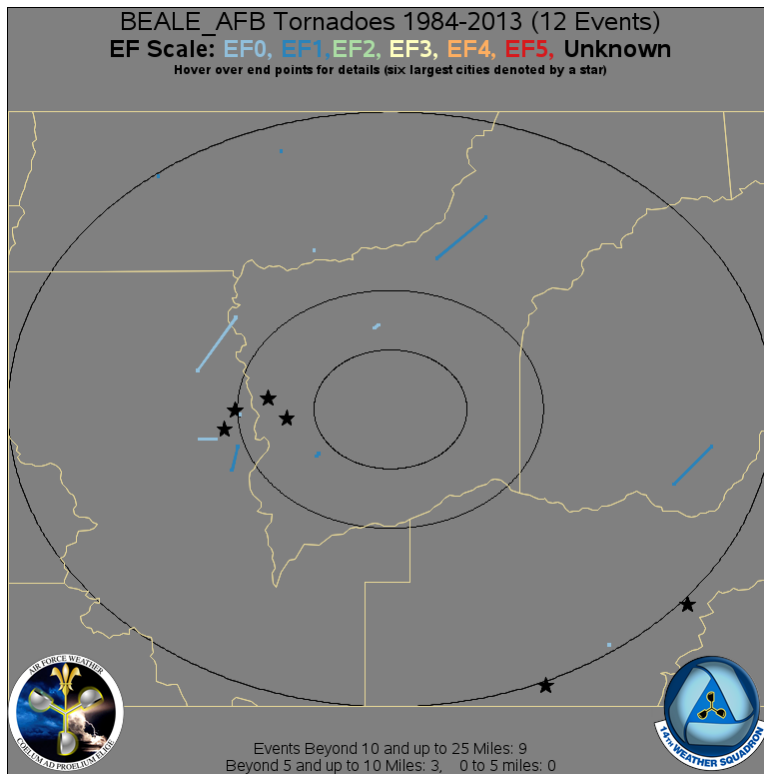 BEALE_AFB Tornadoes 1984-2013 (12 Events)
EF Scale: EF0, EF1,EF2, EF3, EF4, EF5, Unknown
Hover over end points for details (six largest cities denoted by a star)
AIR FORCE WEATHER
COELUM AD PROELIUM ELIGE
14TH WEATHER SQUADRON
Events Beyond 10 and up to 25 Miles: 9
Beyond 5 and up to 10 Miles: 3, 0 to 5 miles: 0